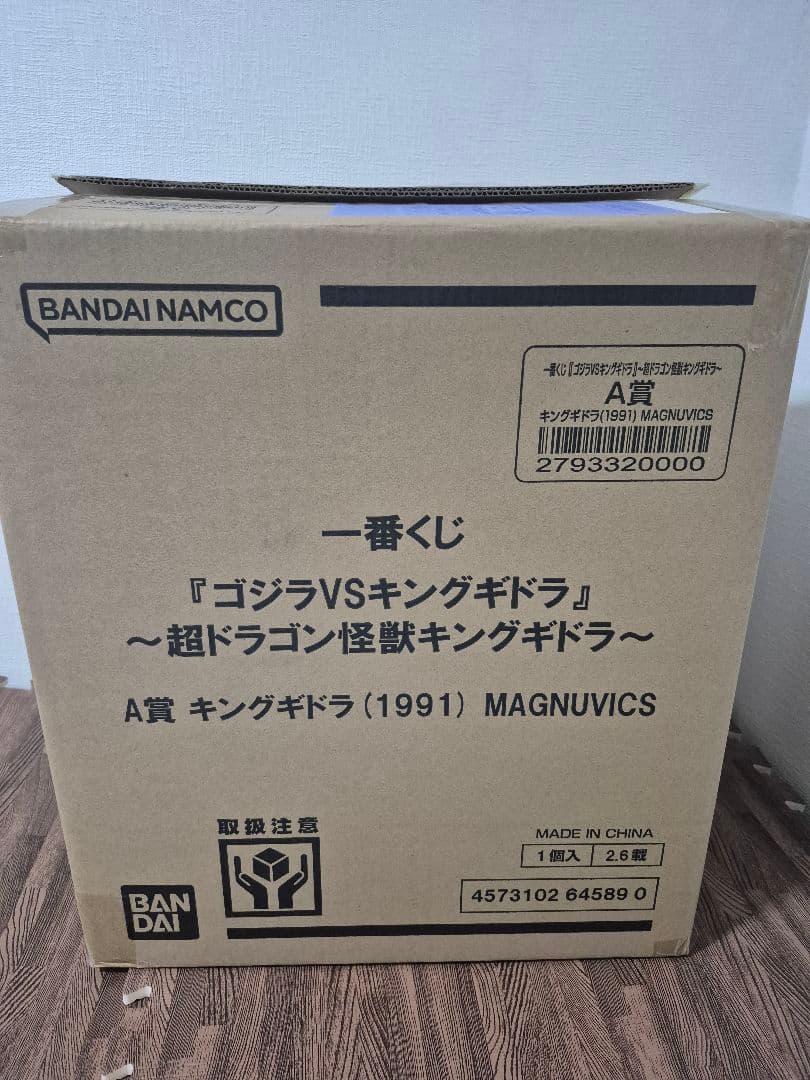 BANDAI NAMCO
一番くじ『ゴジラVSキングギドラ』～超ドラゴン怪獣キングギドラ～
A賞
キングギドラ(1991) MAGNUVICS
2793320000
一番くじ
『ゴジラVSキングギドラ』
～超ドラゴン怪獣キングギドラ～
A賞 キングギドラ(1991) MAGNUVICS
取扱注意
MADE IN CHINA
1個入 2.6載
4573102 64589 0
BAN
DAI